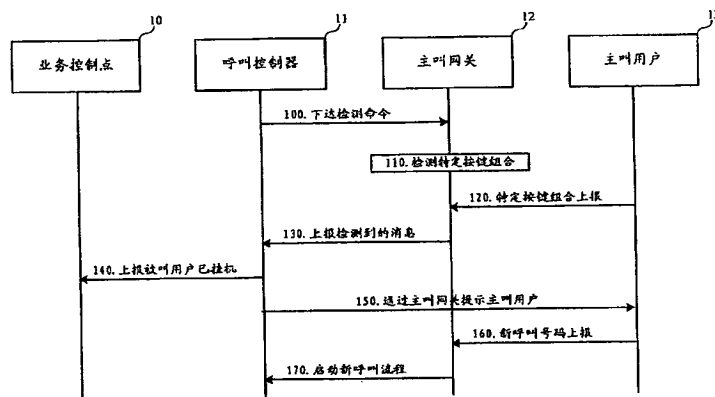 10
11
12
13
业务控制点
呼叫控制器
主叫网关
主叫用户
100.下达检测命令
110.检测特定按键组合
120.特定按键组合上报
130.上报检测到的消息
140.上报被叫用户已挂机
150.通过主叫网关提示主叫用户
160.新呼叫号码上报
170.启动新呼叫流程